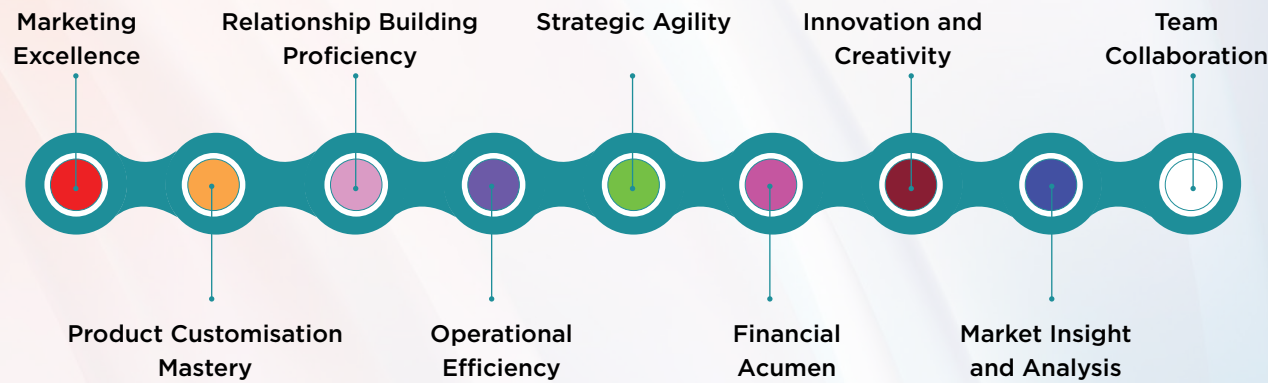 Marketing
Excellence
Relationship Building
Proficiency
Strategic Agility
Innovation and
Creativity
Team
Collaboration
Product Customisation
Mastery
Operational
Efficiency
Financial
Acumen
Market Insight
and Analysis